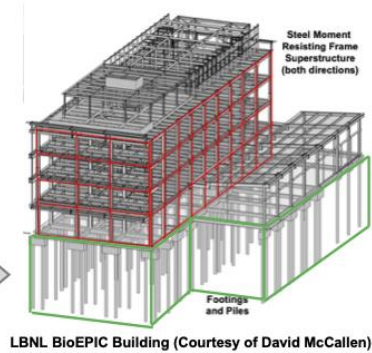 Steel Moment
Resisting Frame
Superstructure
(both directions)
Footings
and Piles
LBNL BioEPIC Building (Courtesy of David McCallen)